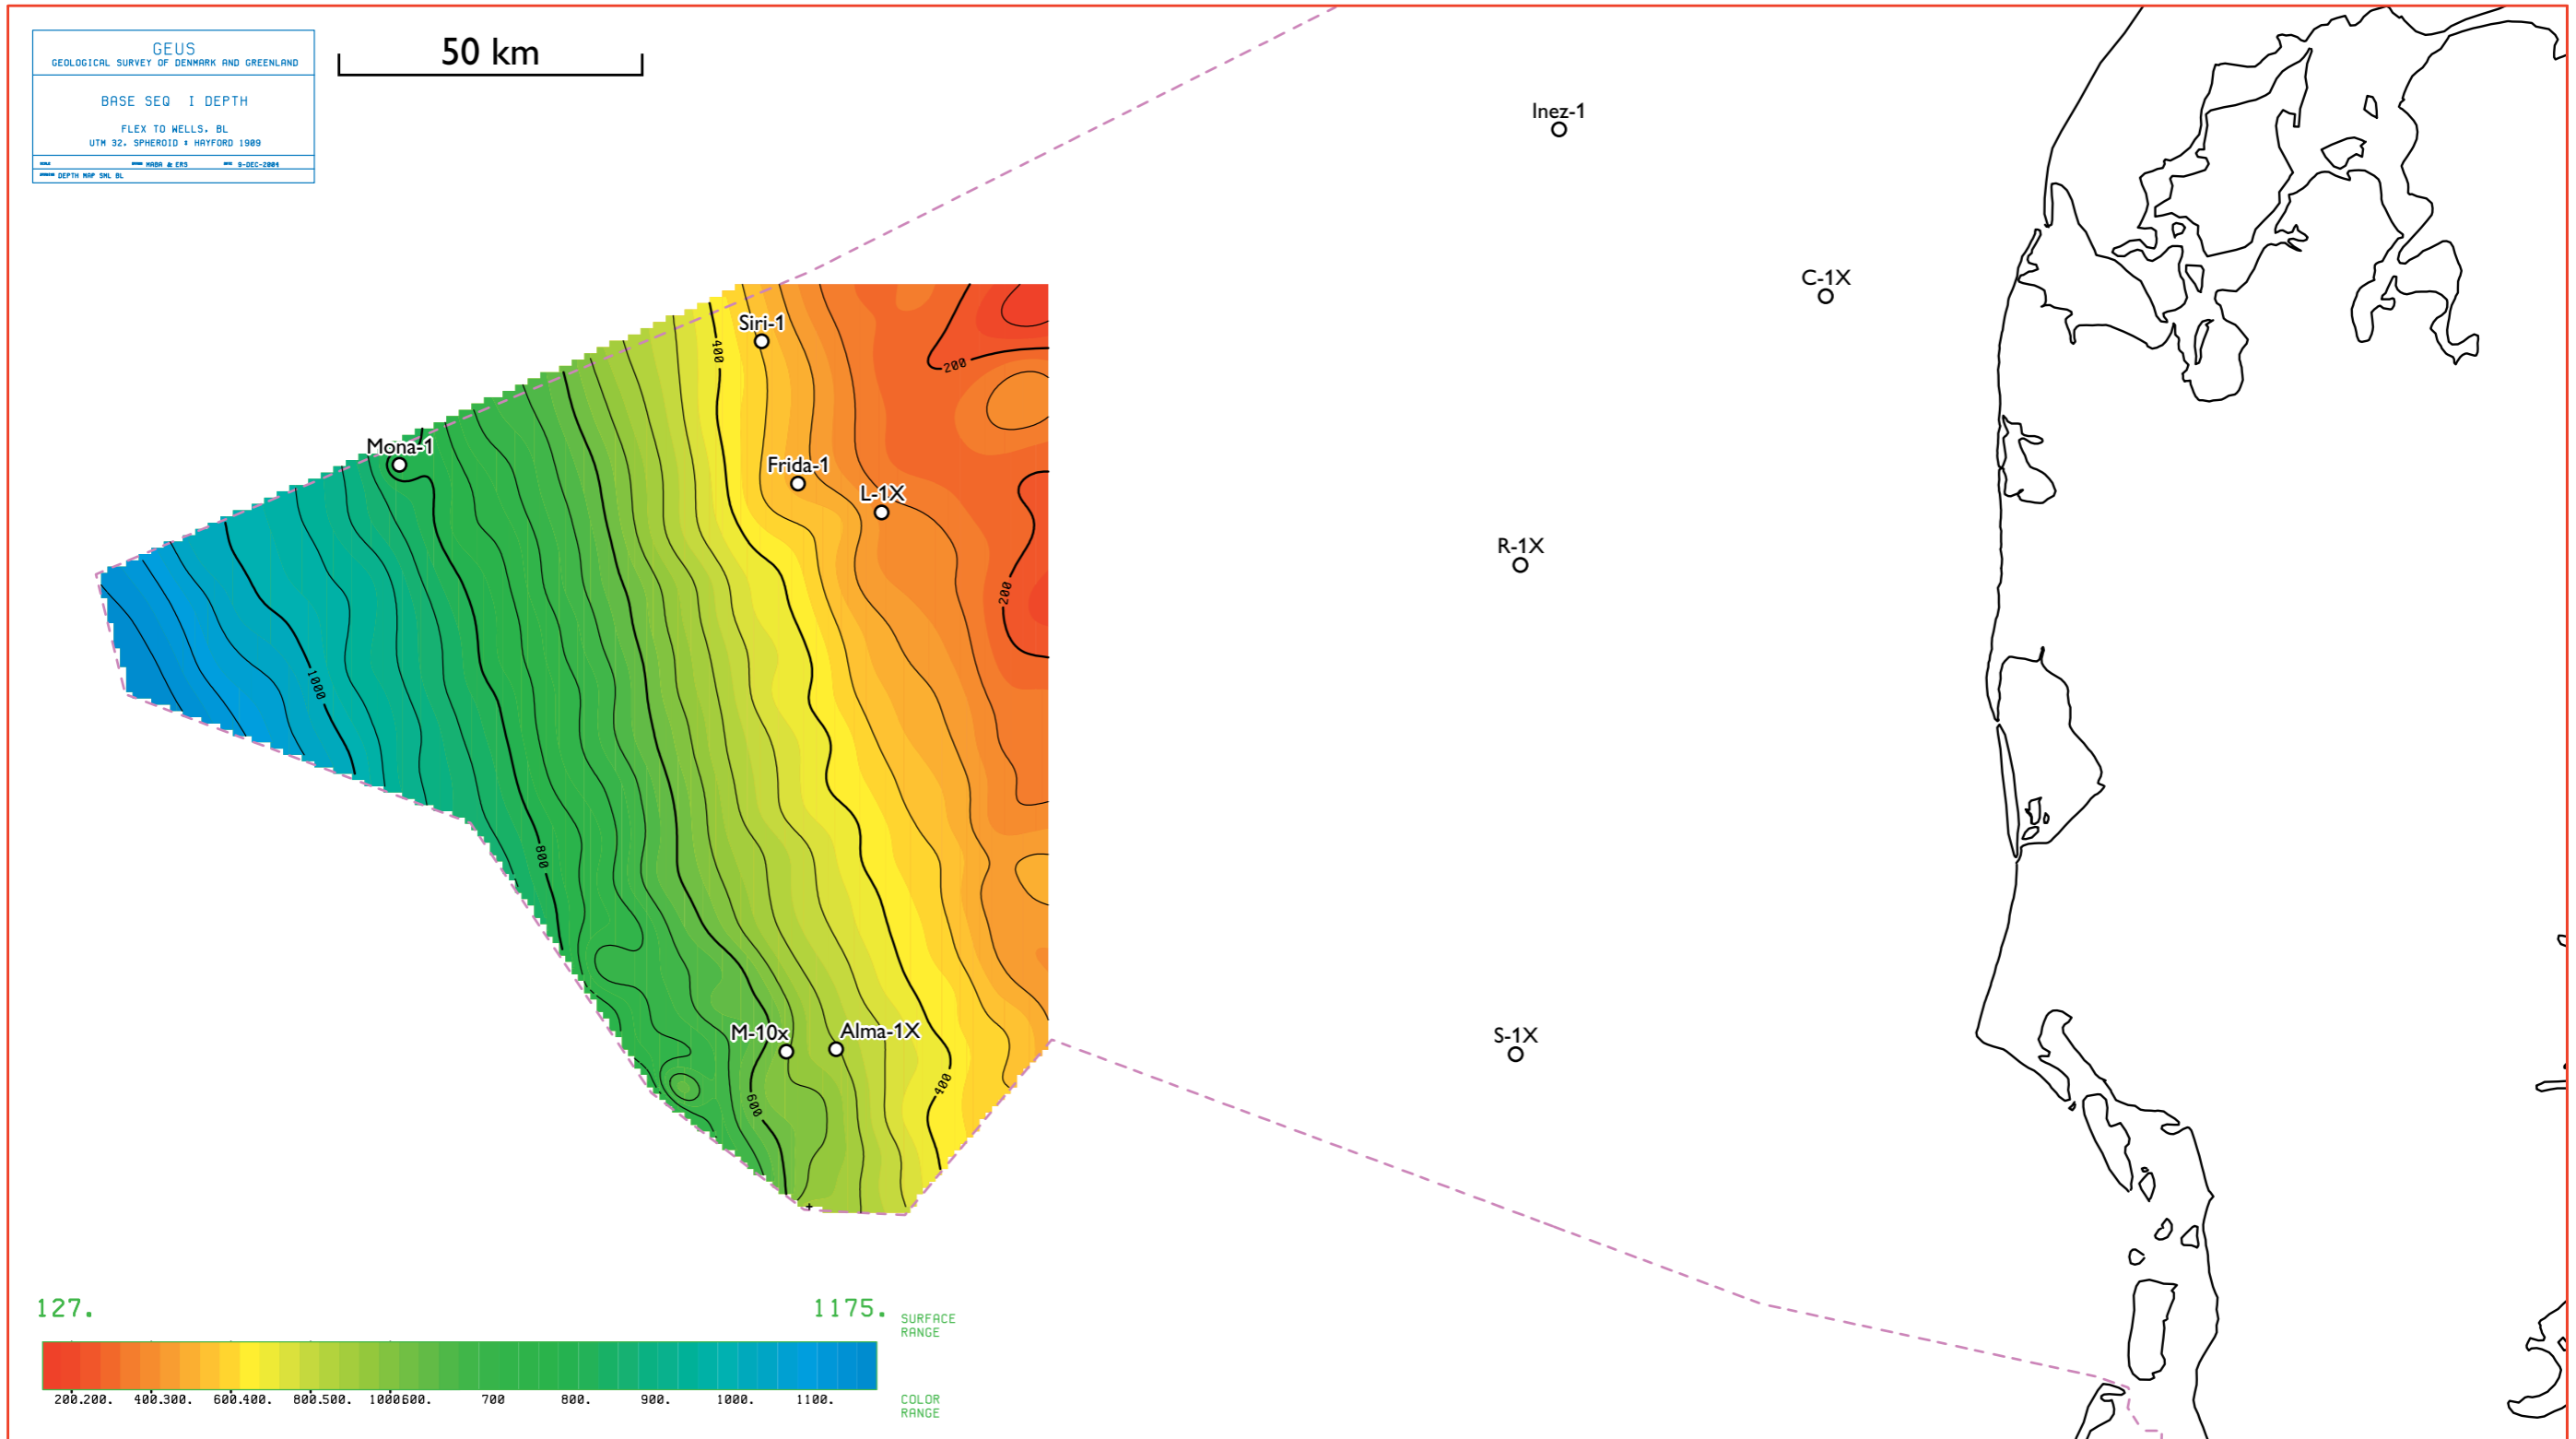 GEUS
GEOLOGICAL SURVEY OF DENMARK AND GREENLAND
BASE SEQ I DEPTH
FLEX TO WELLS, BL
UTM 32. SPHEROID : HAYFORD 1909
MABA & ERS 9-DEC-2004
DEPTH MAP SML BL
50 km
Inez-1
C-1X
Siri-1
400
200
Mona-1
Frida-1
L-1X
R-1X
200
1000
800
M-10x
Alma-1X
S-1X
400
600
127. 1175. SURFACE
RANGE
200.200. 400.300. 600.400. 800.500. 1000600. 700 800. 900. 1000. 1100. COLOR
RANGE